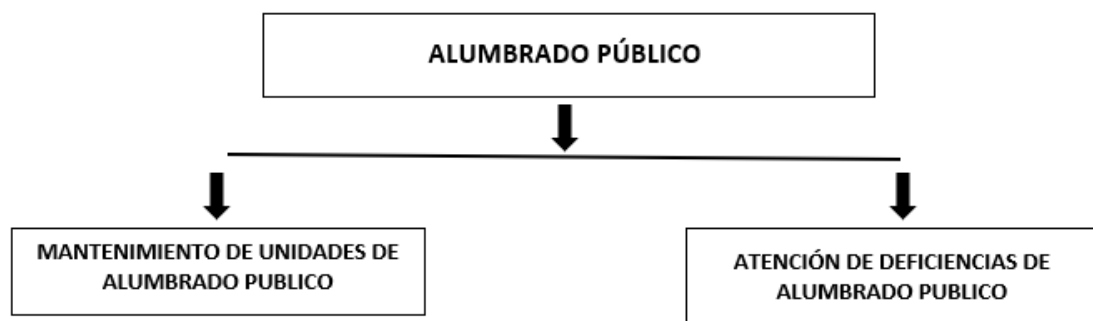 ALUMBRADO PÚBLICO
MANTENIMIENTO DE UNIDADES DE
ALUMBRADO PUBLICO
ATENCIÓN DE DEFICIENCIAS DE
ALUMBRADO PUBLICO